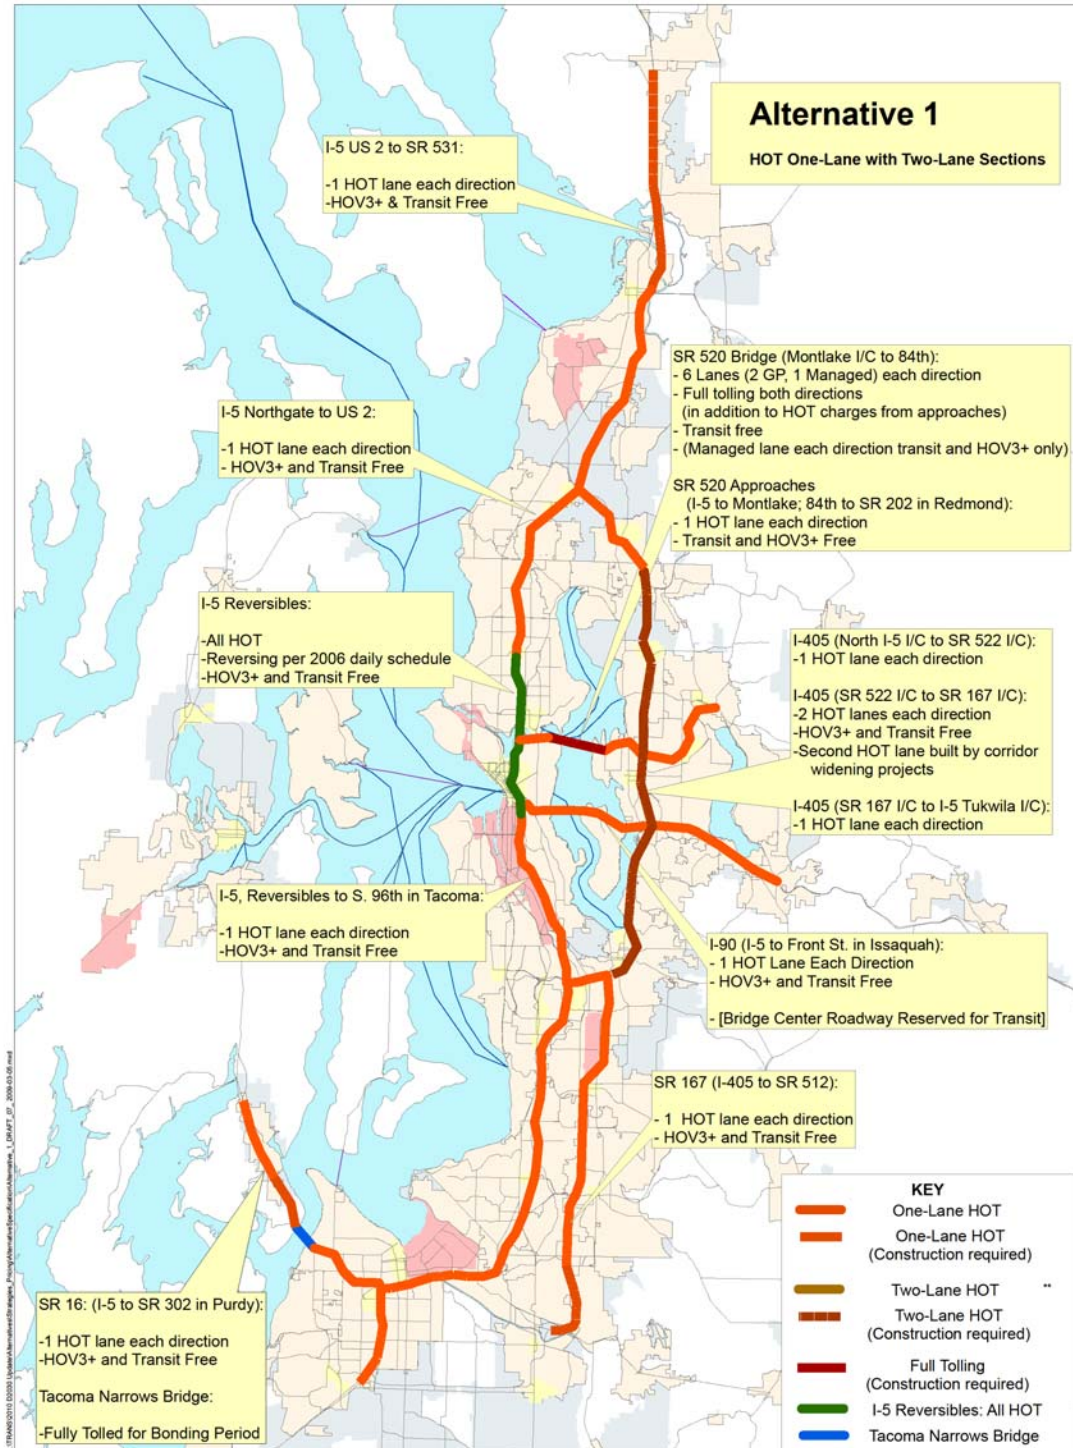 Alternative 1
HOT One-Lane with Two-Lane Sections
I-5 US 2 to SR 531:
-1 HOT lane each direction
-HOV3+ & Transit Free
SR 520 Bridge (Montlake I/C to 84th):
- 6 Lanes (2 GP, 1 Managed) each direction
- Full tolling both directions
(in addition to HOT charges from approaches)
- Transit free
- (Managed lane each direction transit and HOV3+ only)
SR 520 Approaches
(I-5 to Montlake; 84th to SR 202 in Redmond):
- 1 HOT lane each direction
- Transit and HOV3+ Free
I-5 Northgate to US 2:
-1 HOT lane each direction
- HOV3+ and Transit Free
I-5 Reversibles:
-All HOT
-Reversing per 2006 daily schedule
-HOV3+ and Transit Free
I-405 (North I-5 I/C to SR 522 I/C):
-1 HOT lane each direction
I-405 (SR 522 I/C to SR 167 I/C):
-2 HOT lanes each direction
-HOV3+ and Transit Free
-Second HOT lane built by corridor
widening projects
I-405 (SR 167 I/C to I-5 Tukwila I/C):
-1 HOT lane each direction
I-5, Reversibles to S. 96th in Tacoma:
-1 HOT lane each direction
-HOV3+ and Transit Free
I-90 (I-5 to Front St. in Issaquah):
- 1 HOT Lane Each Direction
- HOV3+ and Transit Free
- [Bridge Center Roadway Reserved for Transit]
SR 167 (I-405 to SR 512):
- 1 HOT lane each direction
- HOV3+ and Transit Free
SR 16: (I-5 to SR 302 in Purdy):
-1 HOT lane each direction
-HOV3+ and Transit Free
Tacoma Narrows Bridge:
-Fully Tolled for Bonding Period
KEY
One-Lane HOT
One-Lane HOT
(Construction required)
Two-Lane HOT
Two-Lane HOT
(Construction required)
Full Tolling
(Construction required)
I-5 Reversibles: All HOT
Tacoma Narrows Bridge